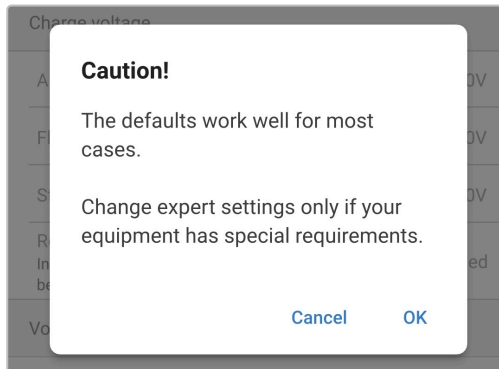 Charge voltage
Caution!
The defaults work well for most
cases.
Change expert settings only if your
equipment has special requirements.
Cancel
OK